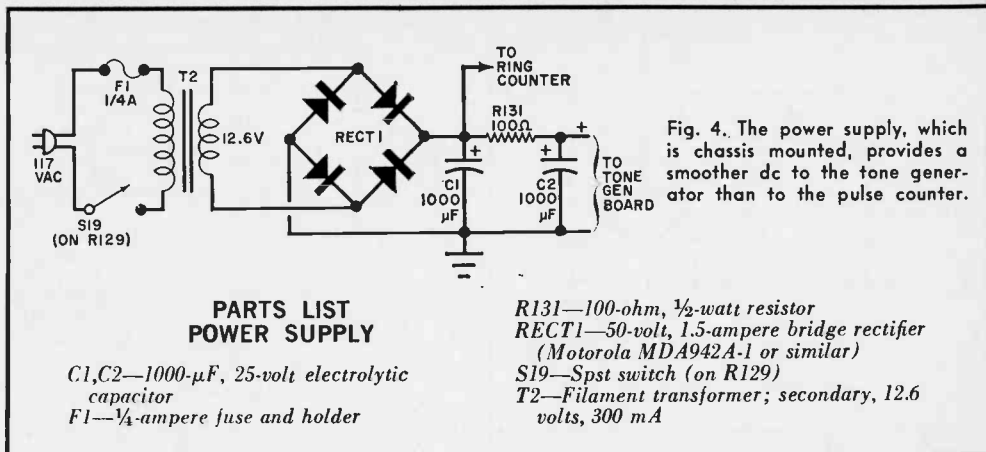 F1
1/4A
T2
117
VAC
S19
(ON R129)
12.6V
RECT 1
TO
RING
COUNTER
R131
100Ω
+
C1
1000
μF
+
C2
1000
μF
+
TO
TONE
GEN
BOARD
Fig. 4. The power supply, which
is chassis mounted, provides a
smoother dc to the tone gener-
ator than to the pulse counter.
PARTS LIST
POWER SUPPLY
C1,C2—1000-μF, 25-volt electrolytic
capacitor
F1—¼-ampere fuse and holder
R131—100-ohm, ½-watt resistor
RECT1—50-volt, 1.5-ampere bridge rectifier
(Motorola MDA942A-1 or similar)
S19—Spst switch (on R129)
T2—Filament transformer; secondary, 12.6
volts, 300 mA